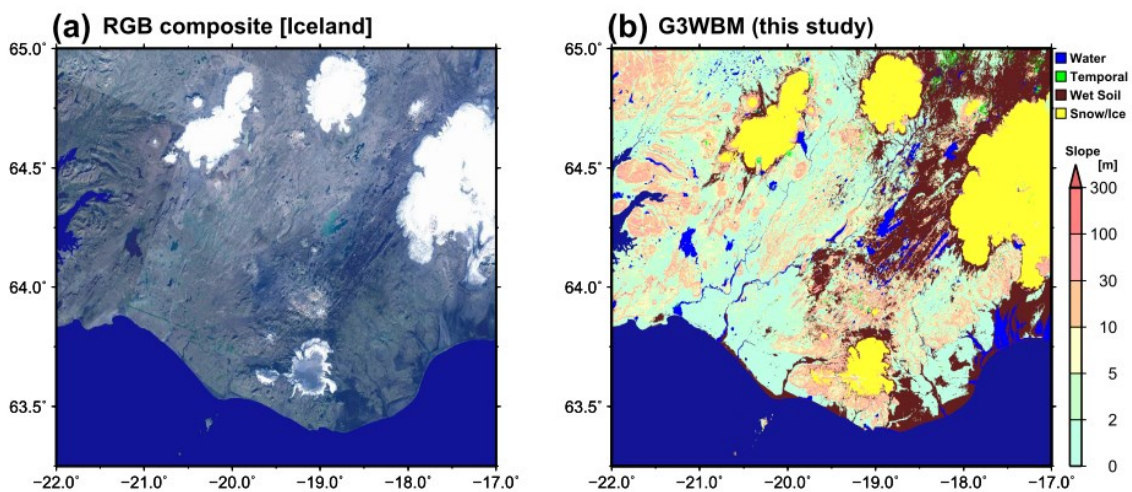 (a) RGB composite [Iceland]
65.0˚
64.5˚
64.0˚
63.5˚
−22.0˚ −21.0˚ −20.0˚ −19.0˚ −18.0˚ −17.0˚
(b) G3WBM (this study)
65.0˚
64.5˚
64.0˚
63.5˚
−22.0˚ −21.0˚ −20.0˚ −19.0˚ −18.0˚ −17.0˚
Water
Temporal
Wet Soil
Snow/Ice
Slope
[m]
300
100
30
10
5
2
0